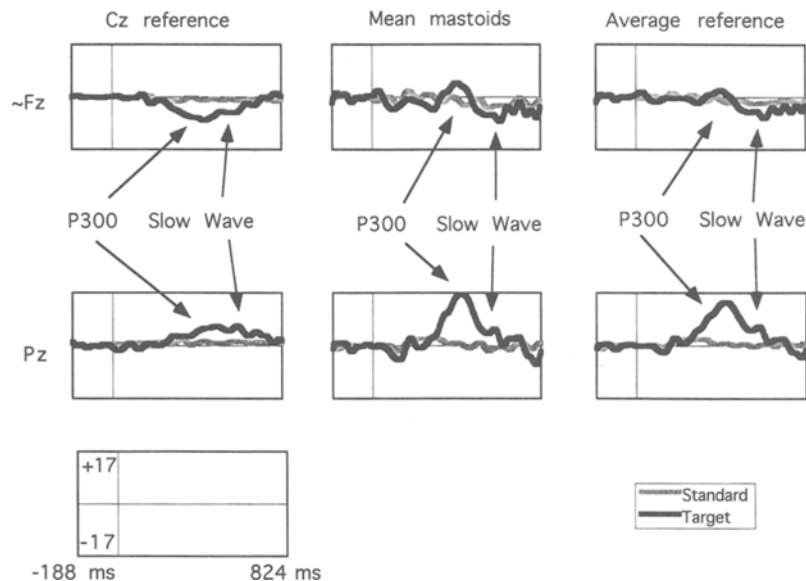 Cz reference Mean mastoids Average reference
~Fz
P300 Slow Wave P300 Slow Wave P300 Slow Wave
Pz
+17
-17
-188 ms 824 ms
Standard
Target